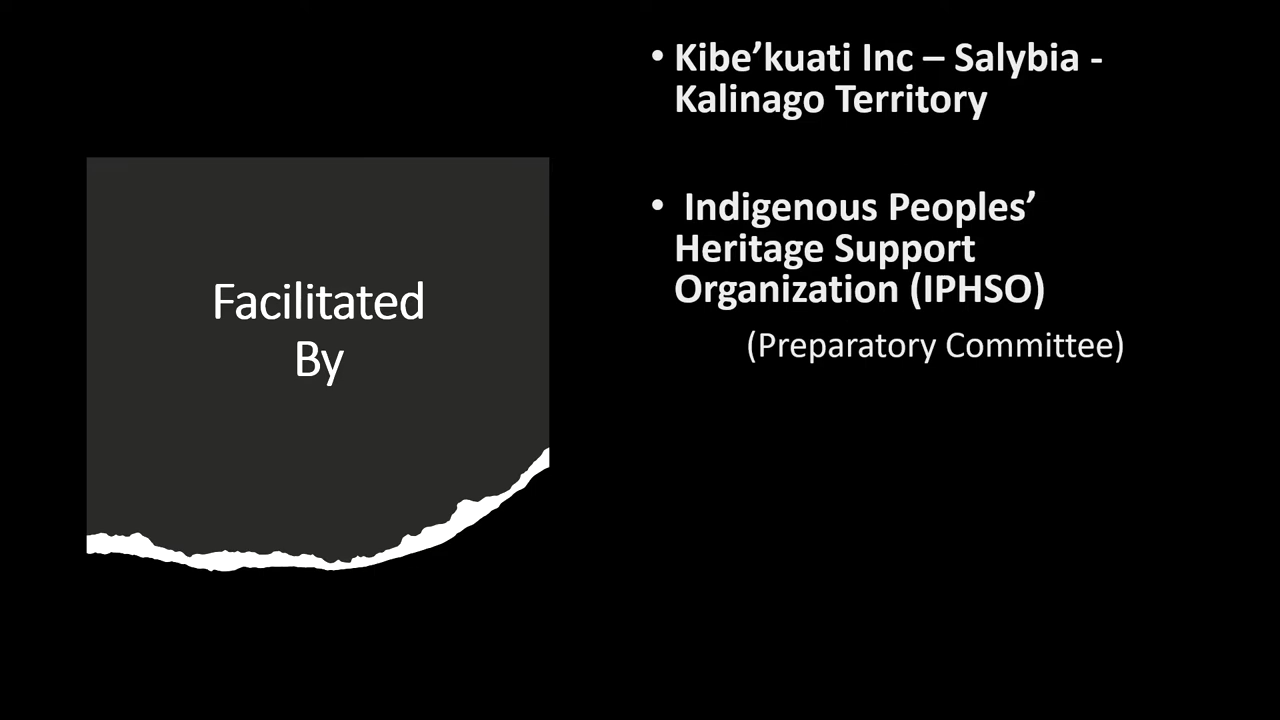 Facilitated
By
• Kibe’kuati Inc – Salybia -
Kalinago Territory
• Indigenous Peoples’
Heritage Support
Organization (IPHSO)
(Preparatory Committee)